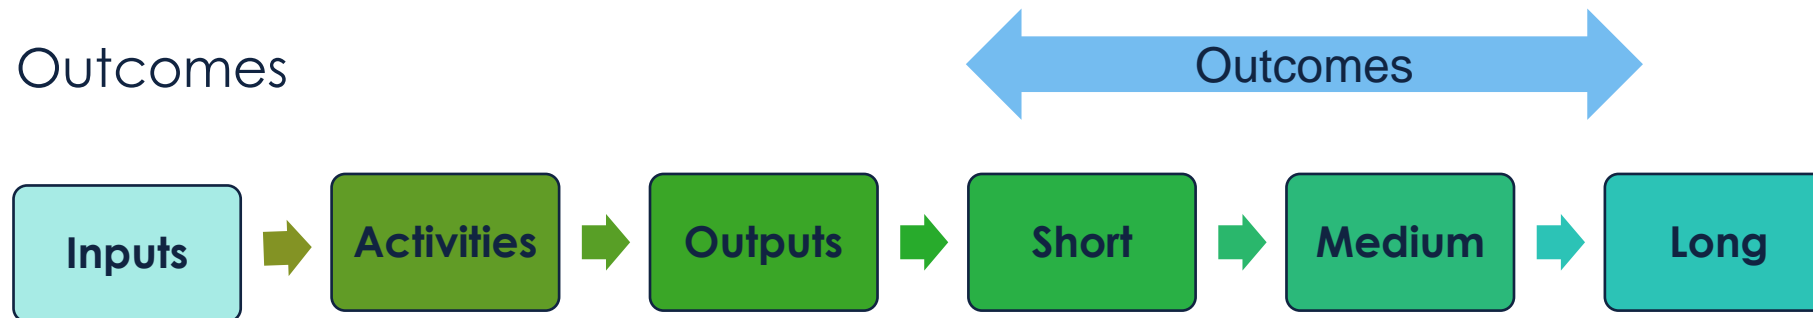 Outcomes
Outcomes
Inputs
Activities
Outputs
Short
Medium
Long